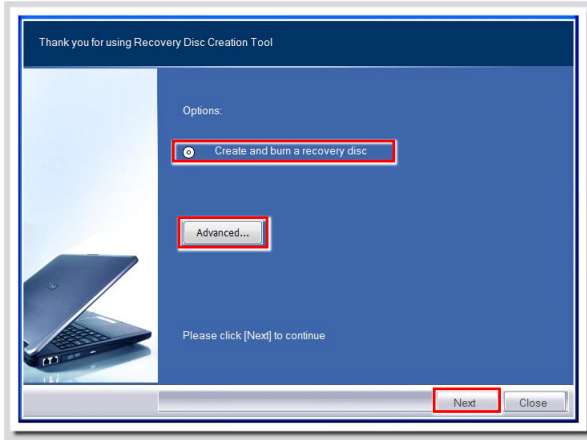 Thank you for using Recovery Disc Creation Tool
Options:
Create and burn a recovery disc
Advanced...
Please click [Next] to continue
Next
Close